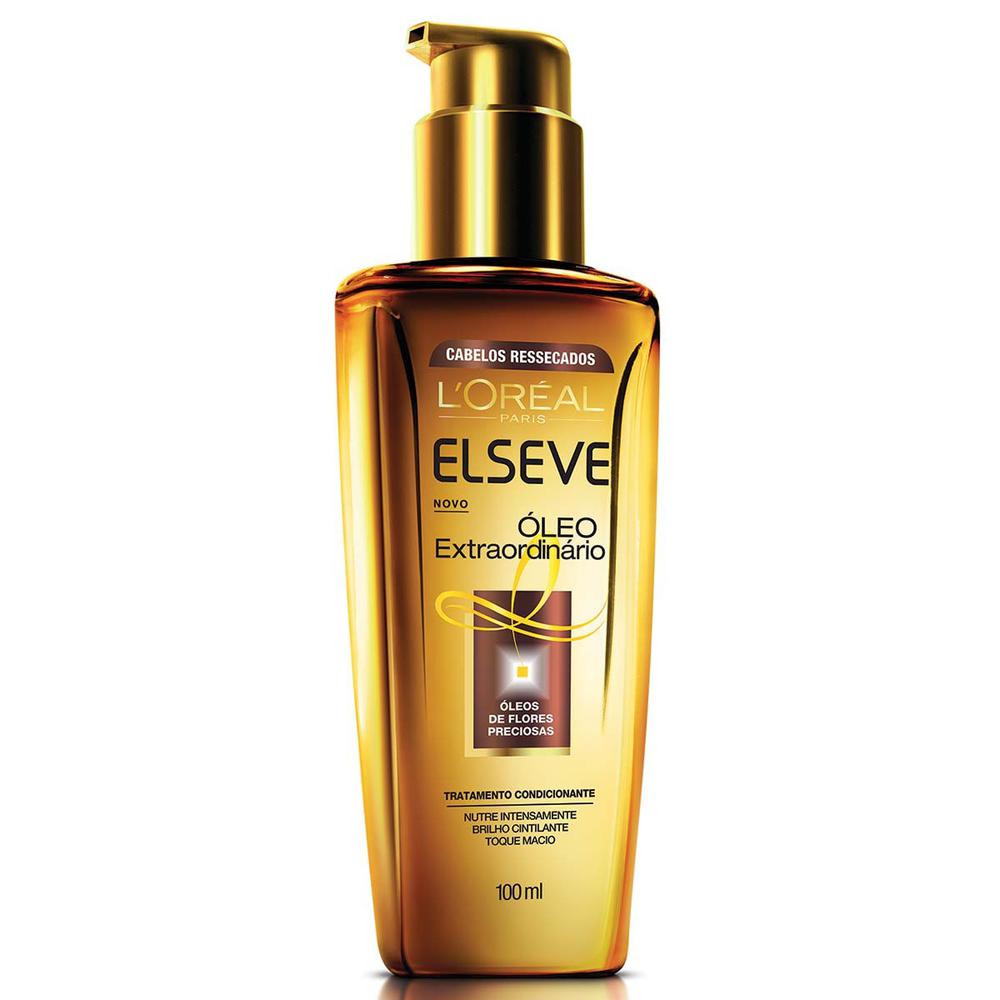 CABELOS RESSECADOS
L'ORÉAL
PARIS
ELSEVE
NOVO
ÓLEO
Extraordinário
ÓLEOS
DE FLORES
PRECIOSAS
TRATAMENTO CONDICIONANTE
NUTRE INTENSAMENTE
BRILHO CINTILANTE
TOQUE MACIO
100 ml